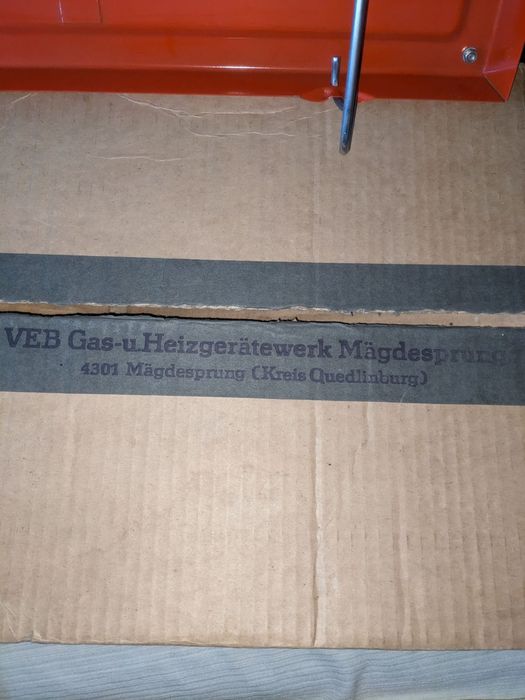 VEB Gas-u.Heizgerätewerk Mägdesprung
4301 Mägdesprung (Kreis Quedlinburg)